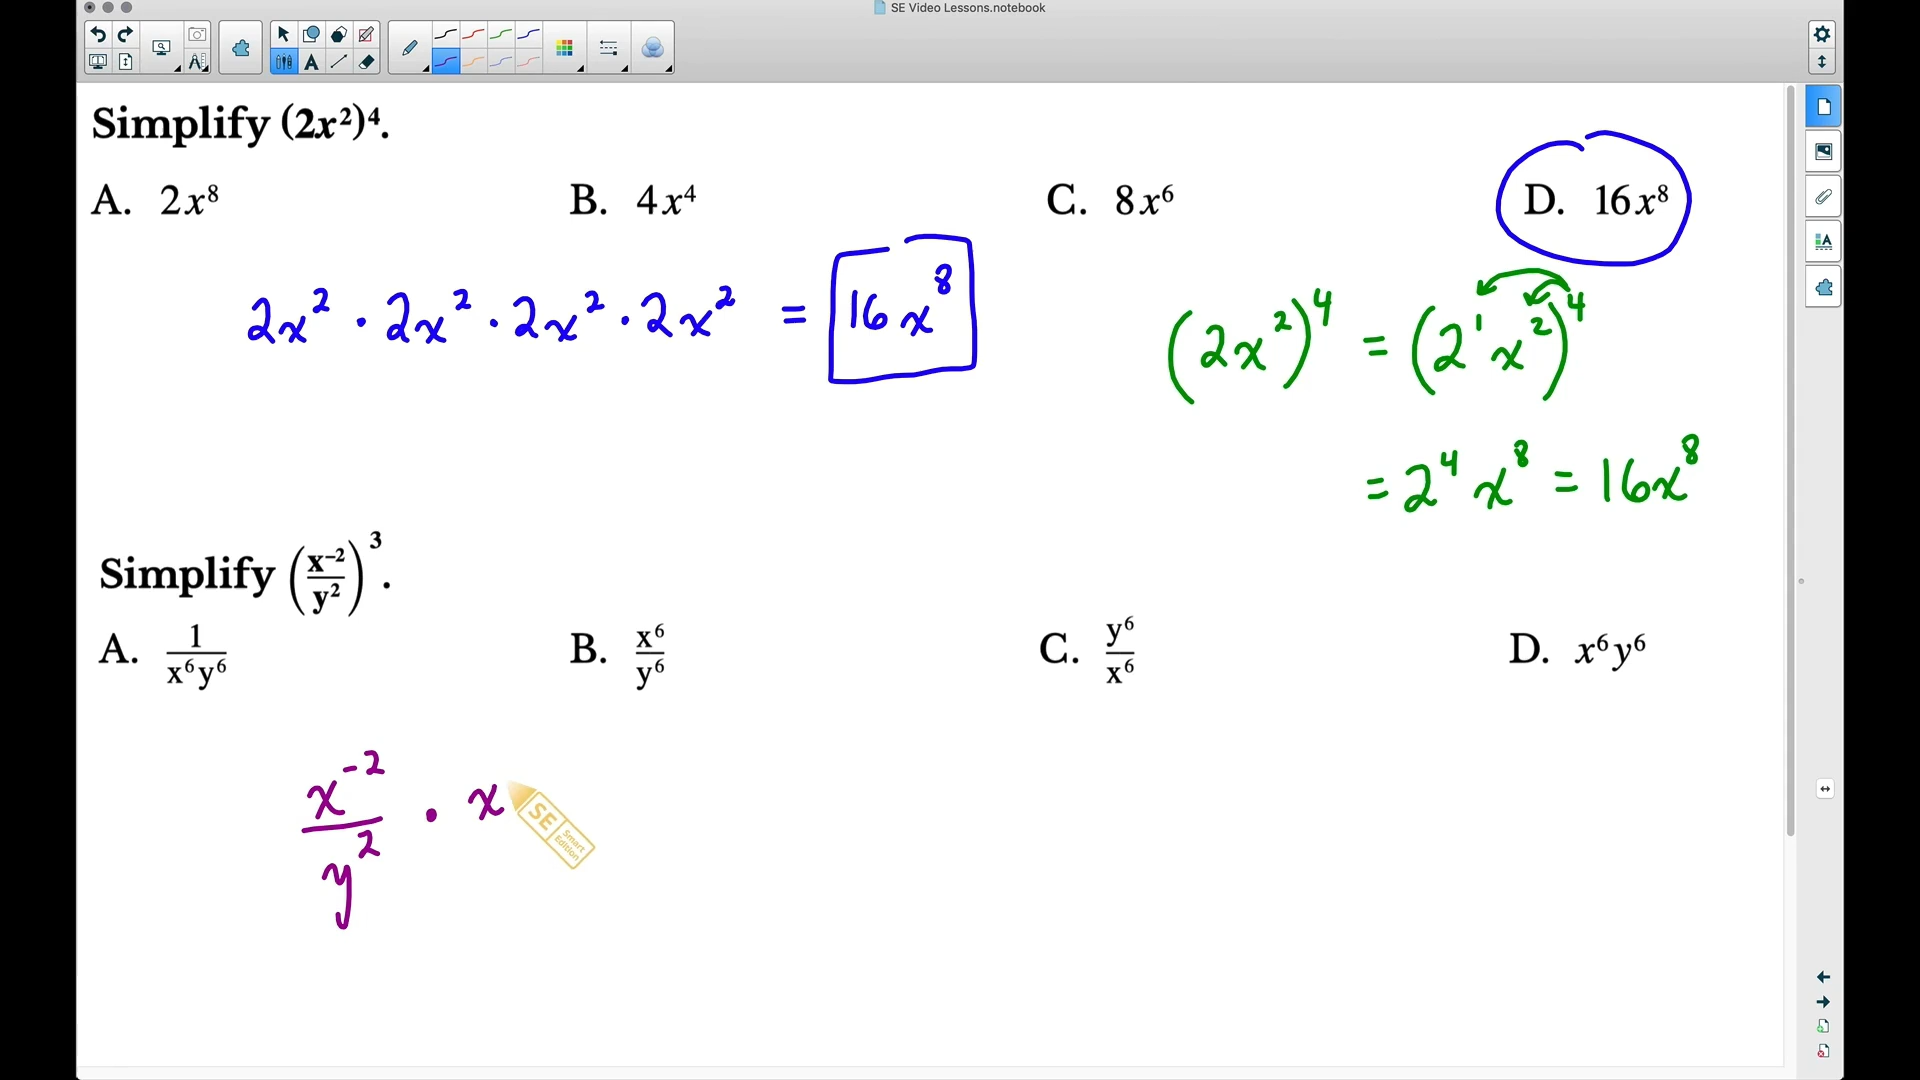 SE Video Lessons.notebook
Simplify (2x²)⁴.
A. 2x⁸ B. 4x⁴ C. 8x⁶ D. 16x⁸
2x² · 2x² · 2x² · 2x² = 16x⁸
(2x²)⁴ = (2¹x²)⁴
= 2⁴x⁸ = 16x⁸
Simplify (x⁻²/y²)³.
A. 1/x⁶y⁶ B. x⁶/y⁶ C. y⁶/x⁶ D. x⁶y⁶
x⁻²/y² · x
SE Smart Edition